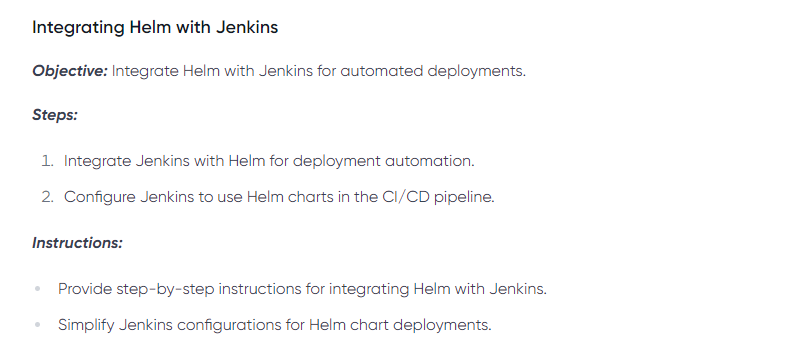 Integrating Helm with Jenkins
Objective: Integrate Helm with Jenkins for automated deployments.
Steps:
1. Integrate Jenkins with Helm for deployment automation.
2. Configure Jenkins to use Helm charts in the CI/CD pipeline.
Instructions:
• Provide step-by-step instructions for integrating Helm with Jenkins.
• Simplify Jenkins configurations for Helm chart deployments.